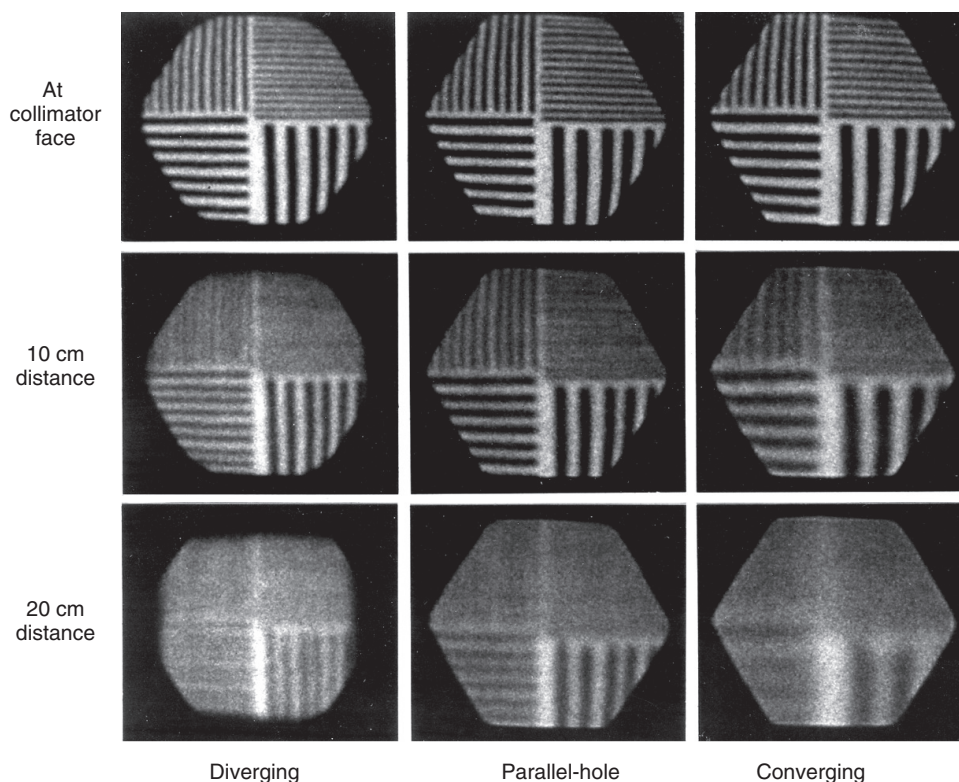 At
collimator
face
10 cm
distance
20 cm
distance
Diverging
Parallel-hole
Converging